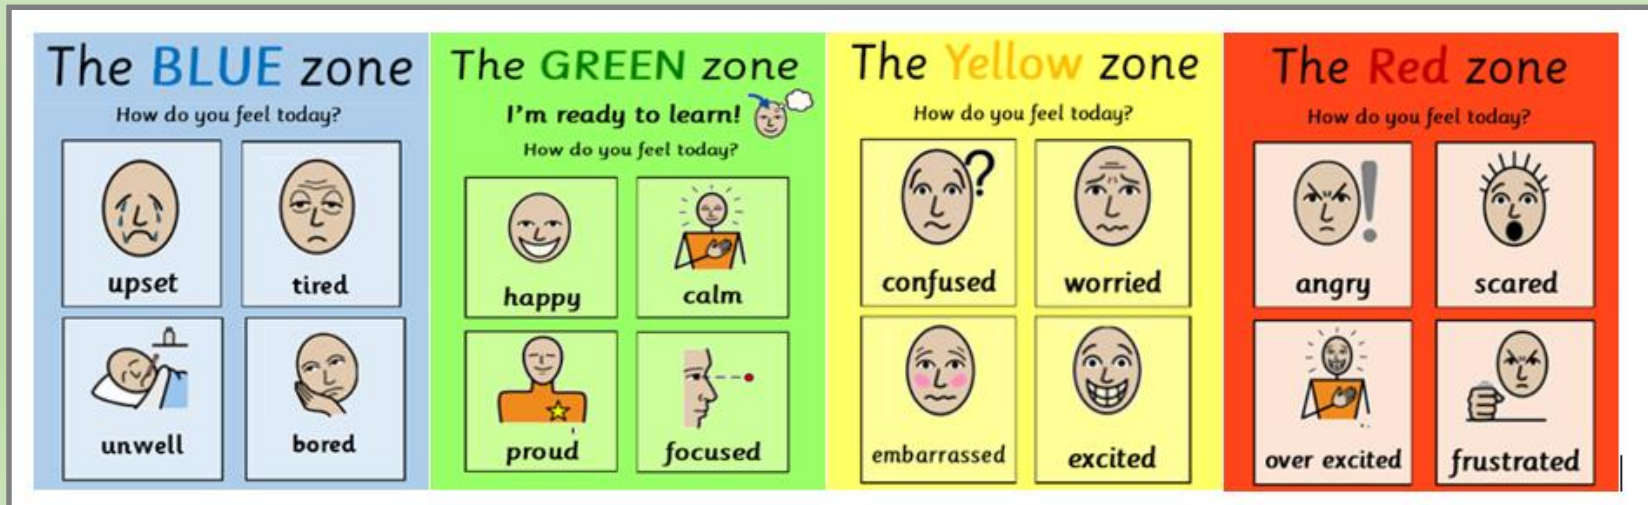 The BLUE zone
How do you feel today?
upset
tired
unwell
bored
The GREEN zone
I'm ready to learn!
How do you feel today?
happy
calm
proud
focused
The Yellow zone
How do you feel today?
?
confused
worried
embarrassed
excited
The Red zone
How do you feel today?
!
angry
scared
over excited
frustrated